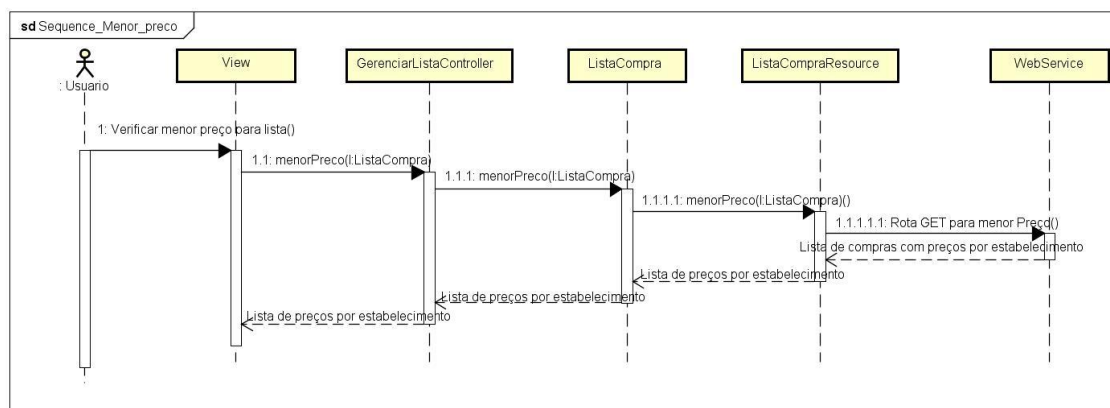 sd Sequence_Menor_preco
: Usuario
View
GerenciarListaController
ListaCompra
ListaCompraResource
WebService
1: Verificar menor preço para lista()
1.1: menorPreco(l:ListaCompra)
1.1.1: menorPreco(l:ListaCompra)
1.1.1.1: menorPreco(l:ListaCompra)()
1.1.1.1.1: Rota GET para menor Preço()
Lista de compras com preços por estabelecimento
Lista de preços por estabelecimento
Lista de preços por estabelecimento
Lista de preços por estabelecimento